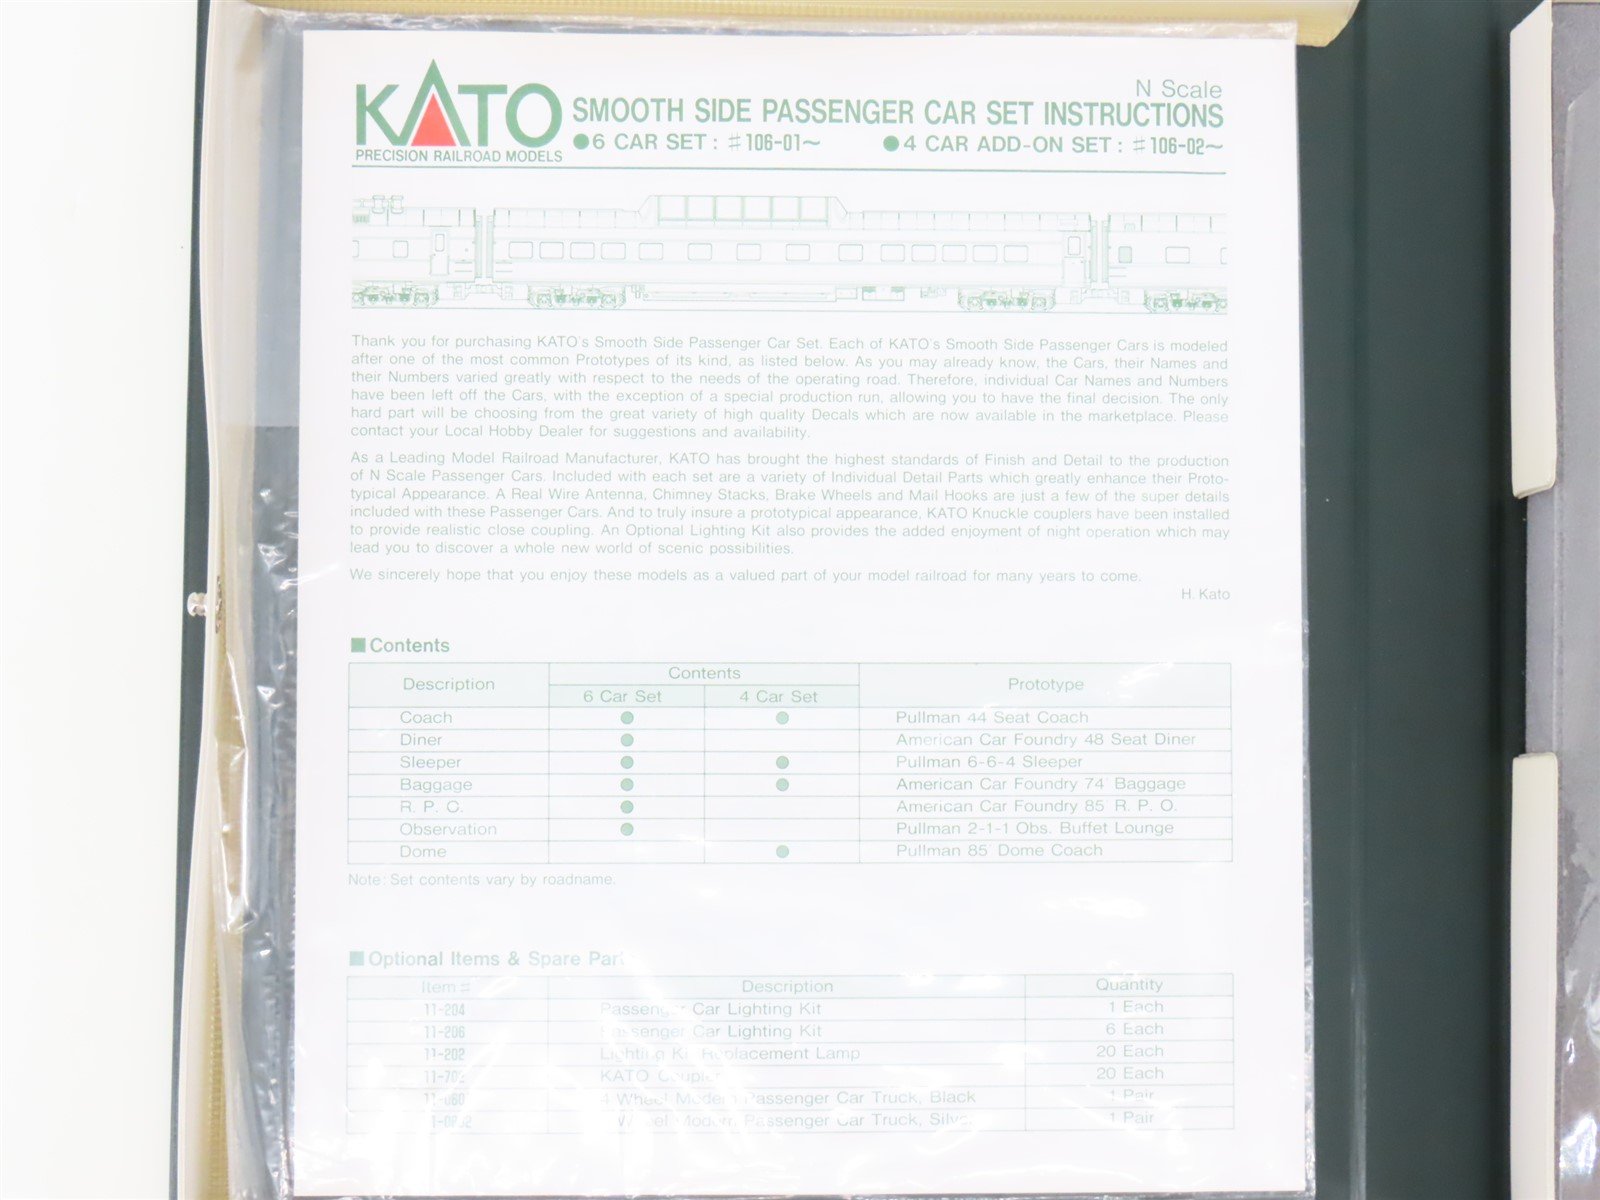 KATO
PRECISION RAILROAD MODELS
N Scale
SMOOTH SIDE PASSENGER CAR SET INSTRUCTIONS
●6 CAR SET: #106-01~ ●4 CAR ADD-ON SET: #106-02~
Thank you for purchasing KATO's Smooth Side Passenger Car Set. Each of KATO's Smooth Side Passenger Cars is modeled
after one of the most common Prototypes of its kind, as listed below. As you may already know, the Cars, their Names and
their Numbers varied greatly with respect to the needs of the operating road. Therefore, individual Car Names and Numbers
have been left off the Cars, with the exception of a special production run, allowing you to have the final decision. The only
hard part will be choosing from the great variety of high quality Decals which are now available in the marketplace. Please
contact your Local Hobby Dealer for suggestions and availability.
As a Leading Model Railroad Manufacturer, KATO has brought the highest standards of Finish and Detail to the production
of N Scale Passenger Cars. Included with each set are a variety of Individual Detail Parts which greatly enhance their Proto-
typical Appearance. A Real Wire Antenna, Chimney Stacks, Brake Wheels and Mail Hooks are just a few of the super details
included with these Passenger Cars. And to truly insure a prototypical appearance, KATO Knuckle couplers have been installed
to provide realistic close coupling. An Optional Lighting Kit also provides the added enjoyment of night operation which may
lead you to discover a whole new world of scenic possibilities.
We sincerely hope that you enjoy these models as a valued part of your model railroad for many years to come.
H. Kato
■Contents
Description Contents Prototype
6 Car Set 4 Car Set
Coach ● ● Pullman 44 Seat Coach
Diner ● American Car Foundry 48 Seat Diner
Sleeper ● ● Pullman 6-6-4 Sleeper
Baggage ● ● American Car Foundry 74' Baggage
R. P. O. ● American Car Foundry 85' R. P. O.
Observation ● Pullman 2-1-1 Obs. Buffet Lounge
Dome ● Pullman 85' Dome Coach
Note: Set contents vary by roadname.
■Optional Items & Spare
Item # Description Quantity
11-204 Passenger Car Lighting Kit 1 Each
11-206 Passenger Car Lighting Kit 6 Each
11-202 Lighting Kit Replacement Lamp 20 Each
KATO Coupler 20 Each
4 Wheel Modern Passenger Car Truck, Black 1 Pair
Wheel Modern Passenger Car Truck, Silver 1 Pair